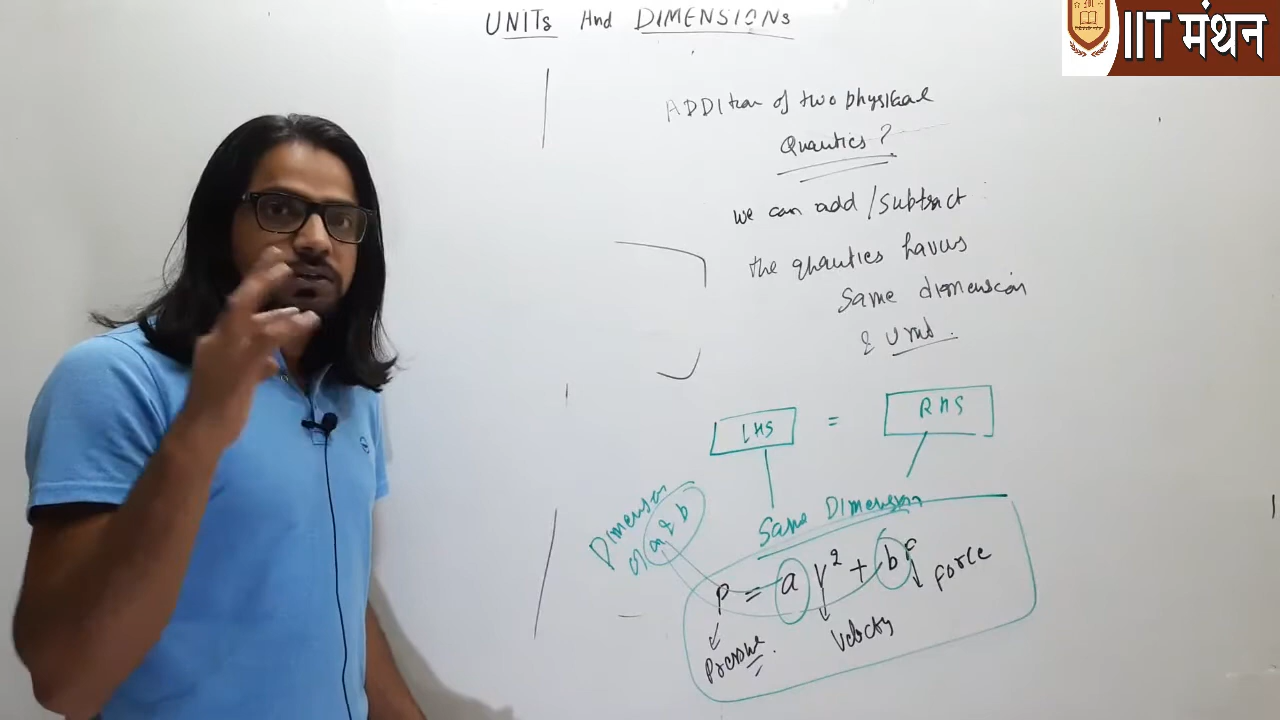 UNITs And DIMENSIONs
IIT मंथन
ADDition of two physical
Quantics ?
we can add / subtract
the quantics havus
Same dimension
& Unit.
LHS = RHS
Same Dimension
Dimension
of a & b
P = a V² + b F
Force
Velocity
Pressure.